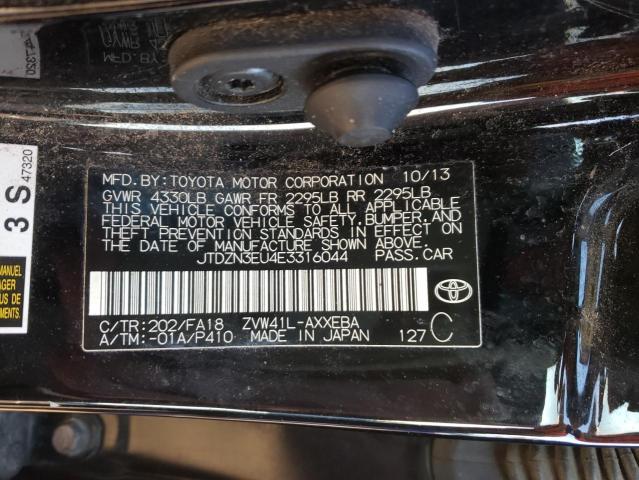 MFD. BY: TOYOTA MOTOR CORPORATION 10/13
GVWR 4330LB GAWR FR 2295LB RR 2295LB
THIS VEHICLE CONFORMS TO ALL APPLICABLE
FEDERAL MOTOR VEHICLE SAFETY, BUMPER, AND
THEFT PREVENTION STANDARDS IN EFFECT ON
THE DATE OF MANUFACTURE SHOWN ABOVE.
JTDZN3EU4E3316044 PASS.CAR
TOYOTA
C/TR:202/FA18 ZVW41L-AXXEBA
A/TM:-01A/P410 MADE IN JAPAN 127 C
3 S
47320
MANUEL